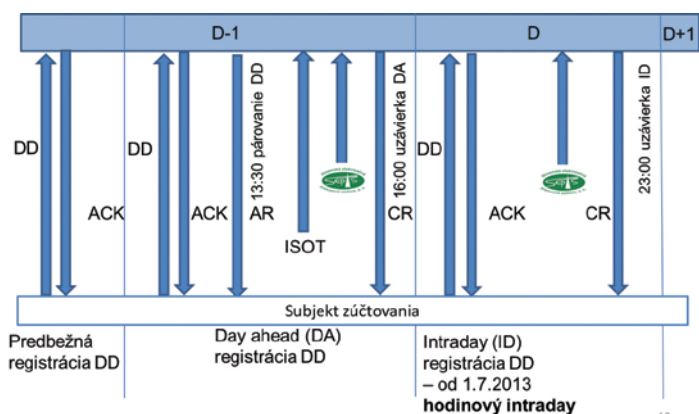 D-1
D
D+1
DD
ACK
DD
ACK
13:30 párovanie DD
AR
ISOT
16:00 uzávierka DA
CR
DD
ACK
CR
23:00 uzávierka ID
Subjekt zúčtovania
Predbežná
registrácia DD
Day ahead (DA)
registrácia DD
Intraday (ID)
registrácia DD
– od 1.7.2013
hodinový intraday